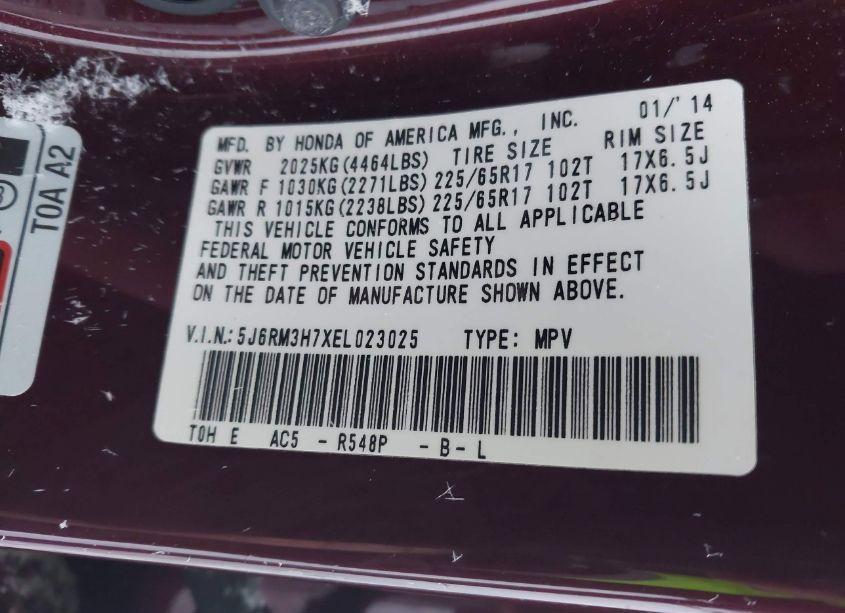 01/'14
MFD. BY HONDA OF AMERICA MFG., INC.
GVWR 2025KG(4464LBS) TIRE SIZE RIM SIZE
GAWR F 1030KG(2271LBS) 225/65R17 102T 17X6.5J
GAWR R 1015KG(2238LBS) 225/65R17 102T 17X6.5J
THIS VEHICLE CONFORMS TO ALL APPLICABLE
FEDERAL MOTOR VEHICLE SAFETY
AND THEFT PREVENTION STANDARDS IN EFFECT
ON THE DATE OF MANUFACTURE SHOWN ABOVE.
V.I.N.: 5J6RM3H7XEL023025 TYPE: MPV
T0H E AC5 - R548P - B - L
T0A A2